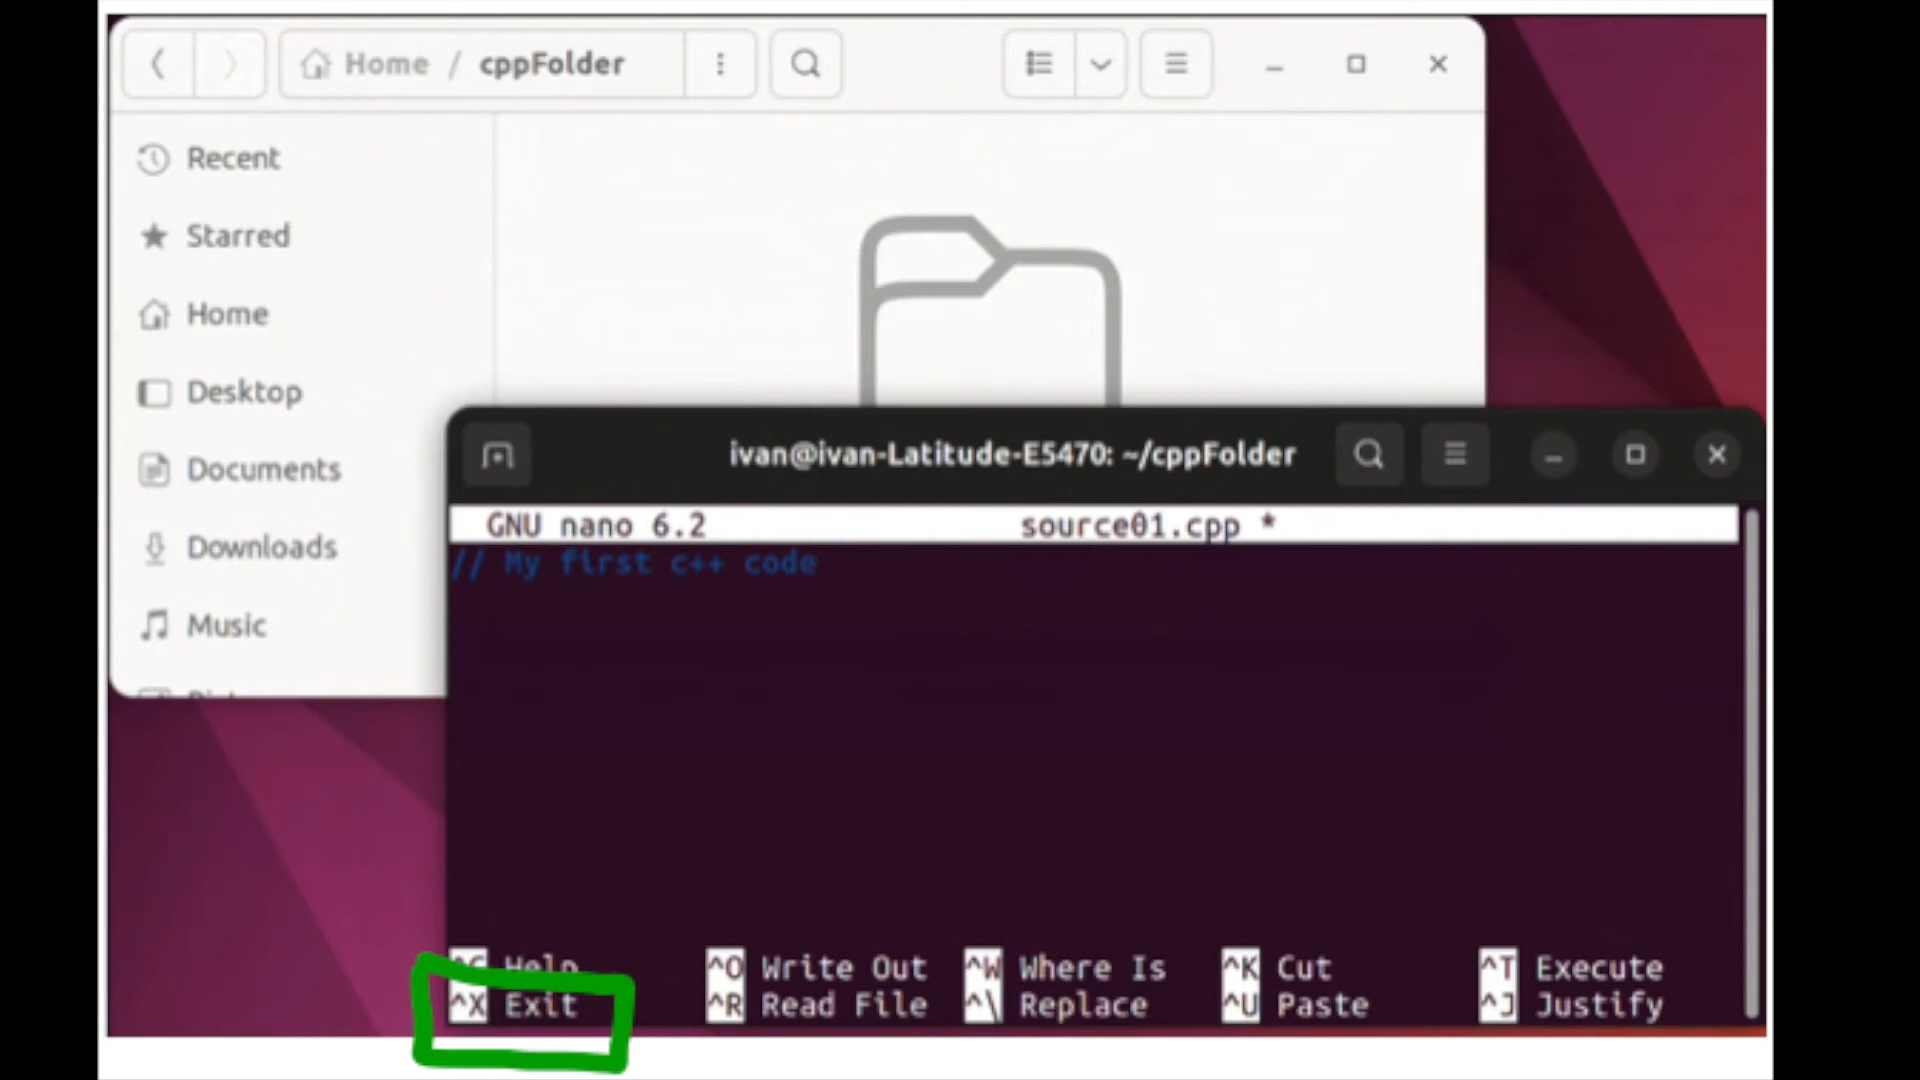 Home / cppFolder
Recent
Starred
Home
Desktop
Documents
Downloads
Music
ivan@ivan-Latitude-E5470: ~/cppFolder
GNU nano 6.2 source01.cpp *
// My first c++ code
^G Help ^O Write Out ^W Where Is ^K Cut ^T Execute
^X Exit ^R Read File ^\ Replace ^U Paste ^J Justify